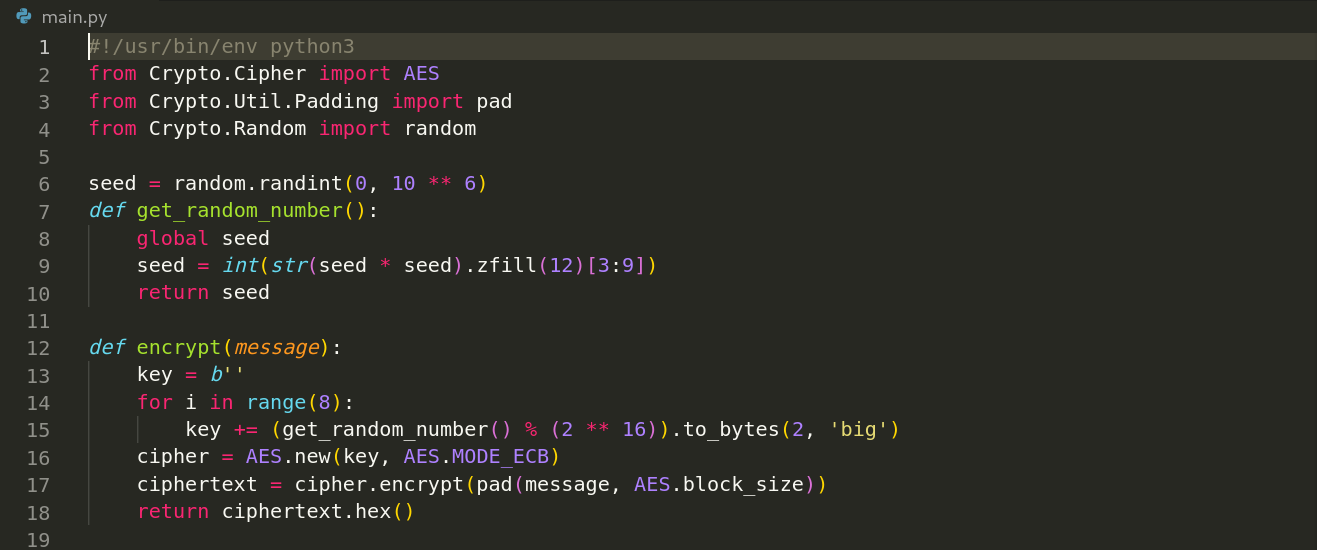 main.py
1 #!/usr/bin/env python3
2 from Crypto.Cipher import AES
3 from Crypto.Util.Padding import pad
4 from Crypto.Random import random
5
6 seed = random.randint(0, 10 ** 6)
7 def get_random_number():
8     global seed
9     seed = int(str(seed * seed).zfill(12)[3:9])
10     return seed
11
12 def encrypt(message):
13     key = b''
14     for i in range(8):
15         key += (get_random_number() % (2 ** 16)).to_bytes(2, 'big')
16     cipher = AES.new(key, AES.MODE_ECB)
17     ciphertext = cipher.encrypt(pad(message, AES.block_size))
18     return ciphertext.hex()
19